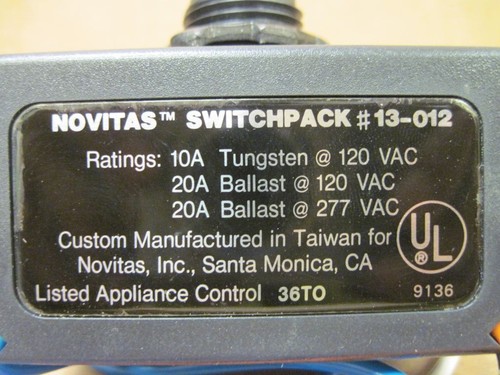 NOVITAS™ SWITCHPACK #13-012
Ratings: 10A Tungsten @ 120 VAC
20A Ballast @ 120 VAC
20A Ballast @ 277 VAC
Custom Manufactured in Taiwan for
Novitas, Inc., Santa Monica, CA
UL ®
Listed Appliance Control 36TO 9136